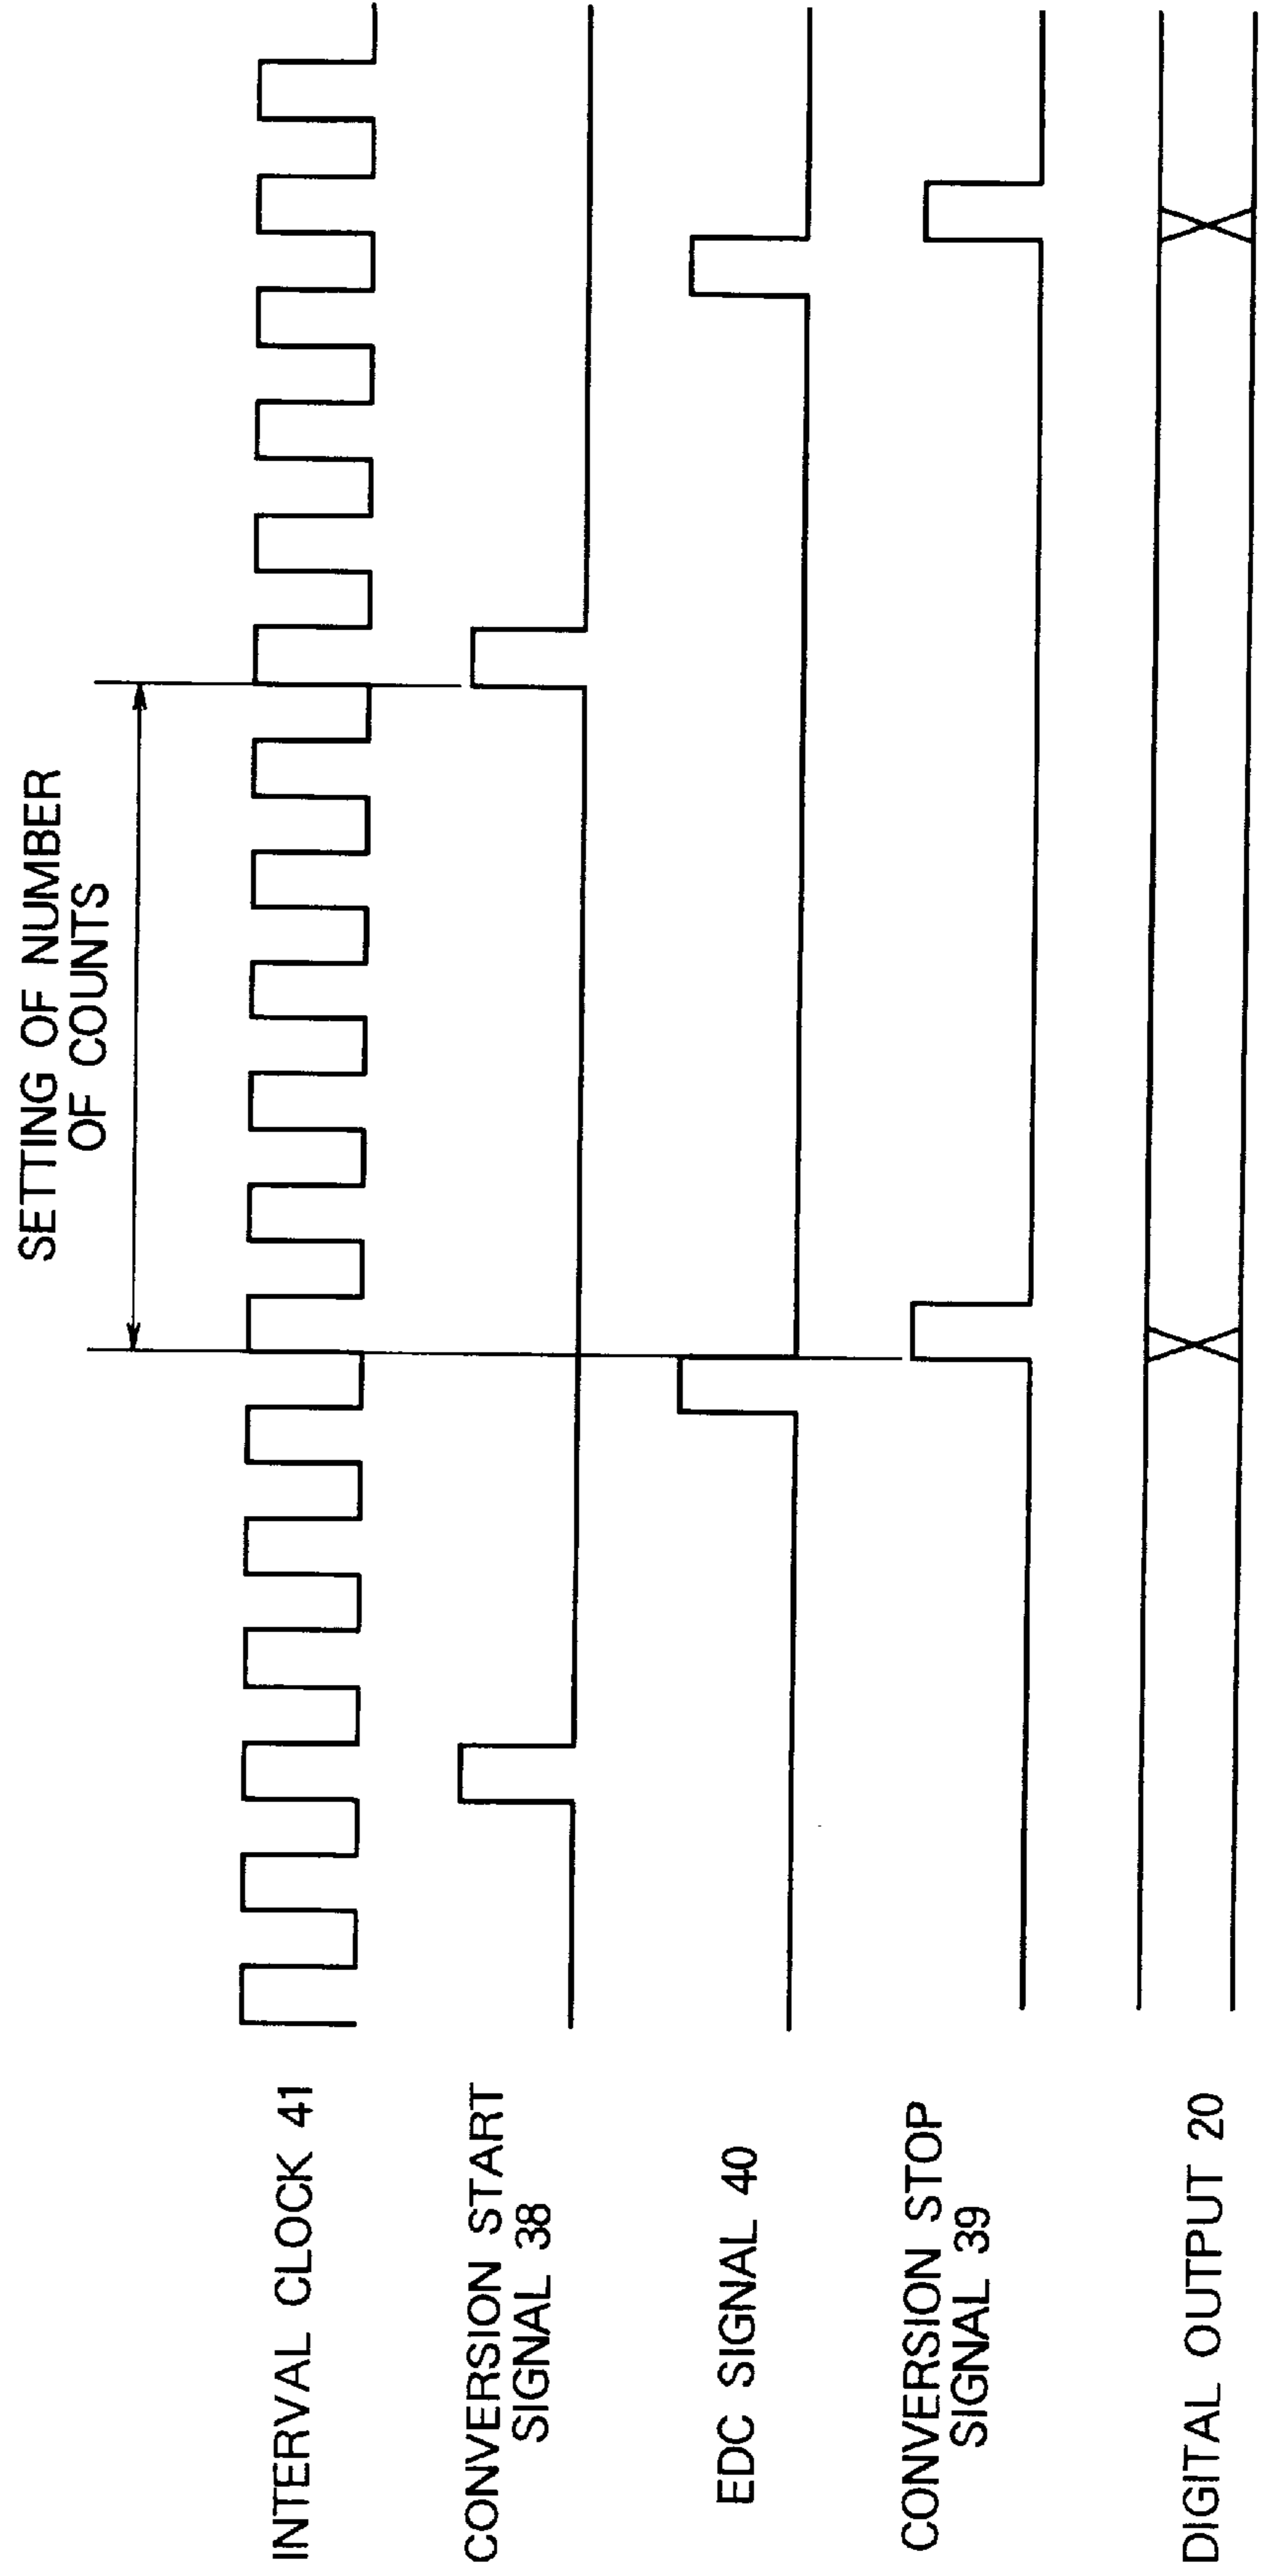 SETTING OF NUMBER
OF COUNTS
INTERVAL CLOCK 41
CONVERSION START
SIGNAL 38
EDC SIGNAL 40
CONVERSION STOP
SIGNAL 39
DIGITAL OUTPUT 20